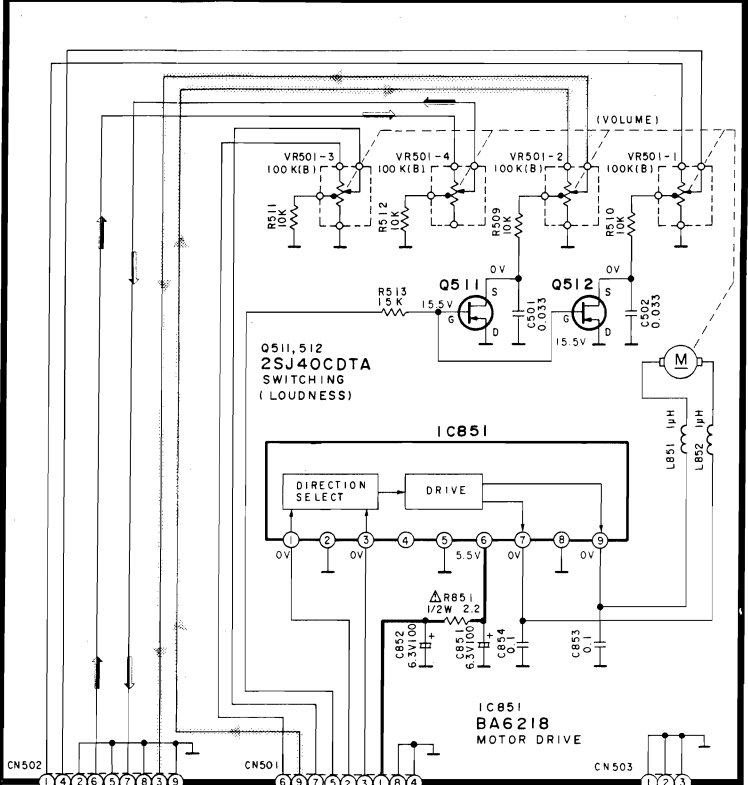 (VOLUME)
VR501-3
100K(B)
VR501-4
100K(B)
VR501-2
100K(B)
VR501-1
100K(B)
R511
10K
R512
10K
R509
10K
R510
10K
0V
0V
Q511
Q512
R513
15K
15.5V
S
G
D
C501
0.033
S
G
D
15.5V
C502
0.033
Q511,512
2SJ40CDTA
SWITCHING
(LOUDNESS)
M
L851 1μH
L852 1μH
IC851
DIRECTION
SELECT
DRIVE
1 2 3 4 5 6 7 8 9
0V 0V 5.5V 0V 0V
R851
1/2W 2.2
C852
6.3V100
+
C851
6.3V100
+
C854
0.1
C853
0.1
IC851
BA6218
MOTOR DRIVE
CN502
1 4 2 6 5 7 8 3 9
CN501
6 9 7 5 2 3 1 8 4
CN503
1 2 3